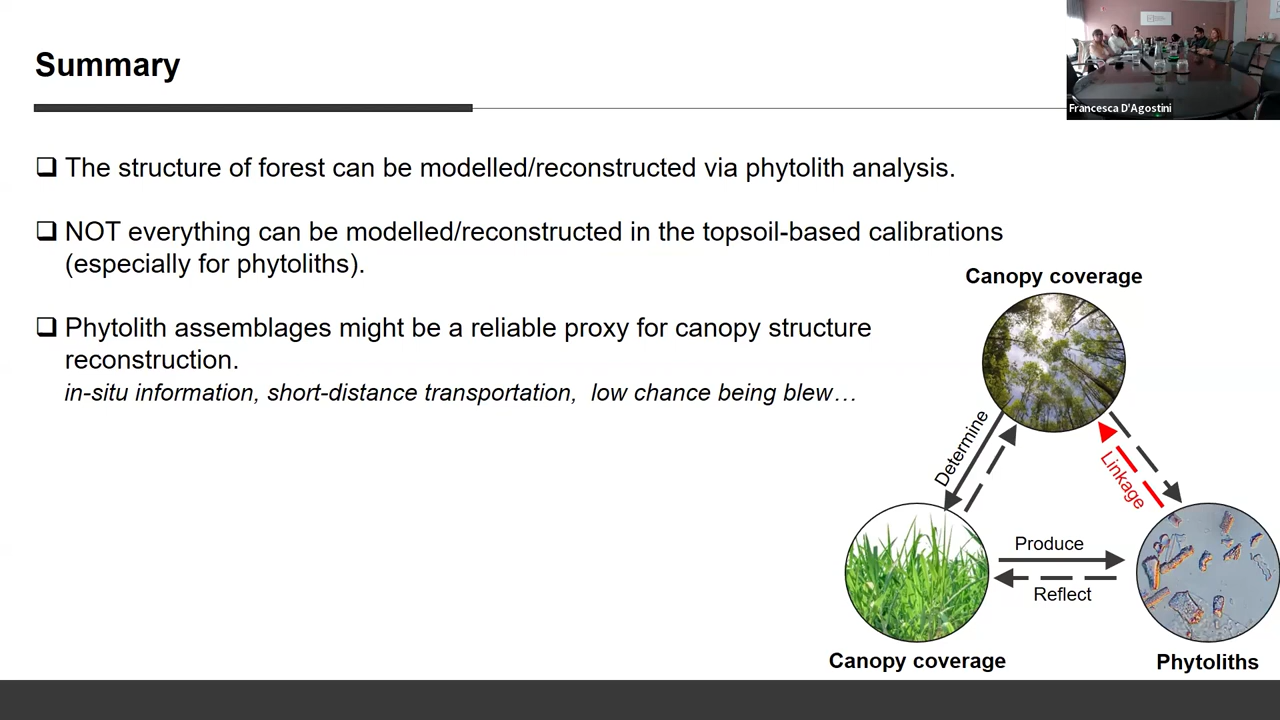 Summary
Francesca D'Agostini
❑ The structure of forest can be modelled/reconstructed via phytolith analysis.
❑ NOT everything can be modelled/reconstructed in the topsoil-based calibrations
(especially for phytoliths).
❑ Phytolith assemblages might be a reliable proxy for canopy structure
reconstruction.
in-situ information, short-distance transportation,  low chance being blew…
Canopy coverage
Determine
Linkage
Produce
Reflect
Canopy coverage
Phytoliths